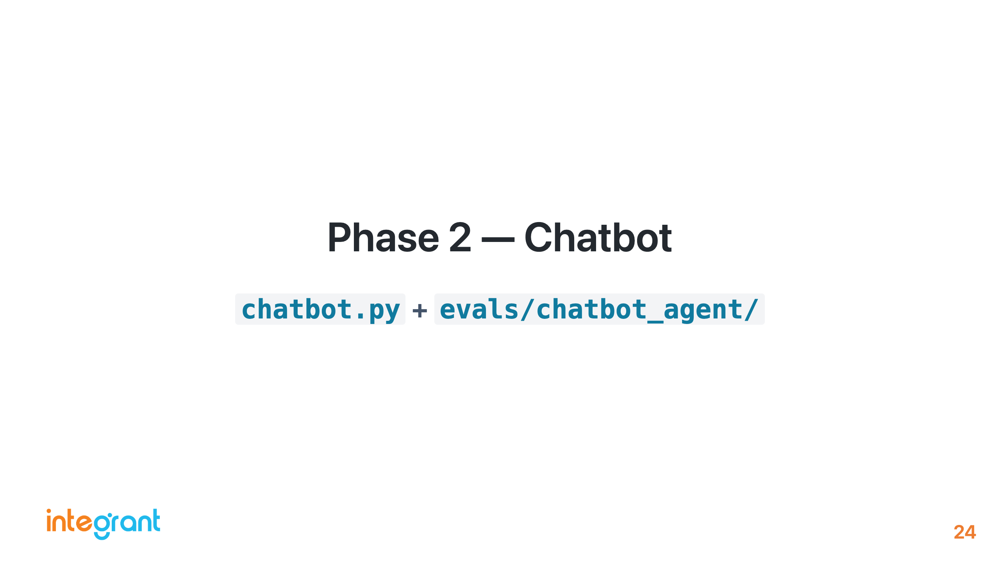 Phase 2 — Chatbot
chatbot.py + evals/chatbot_agent/
integrant
24